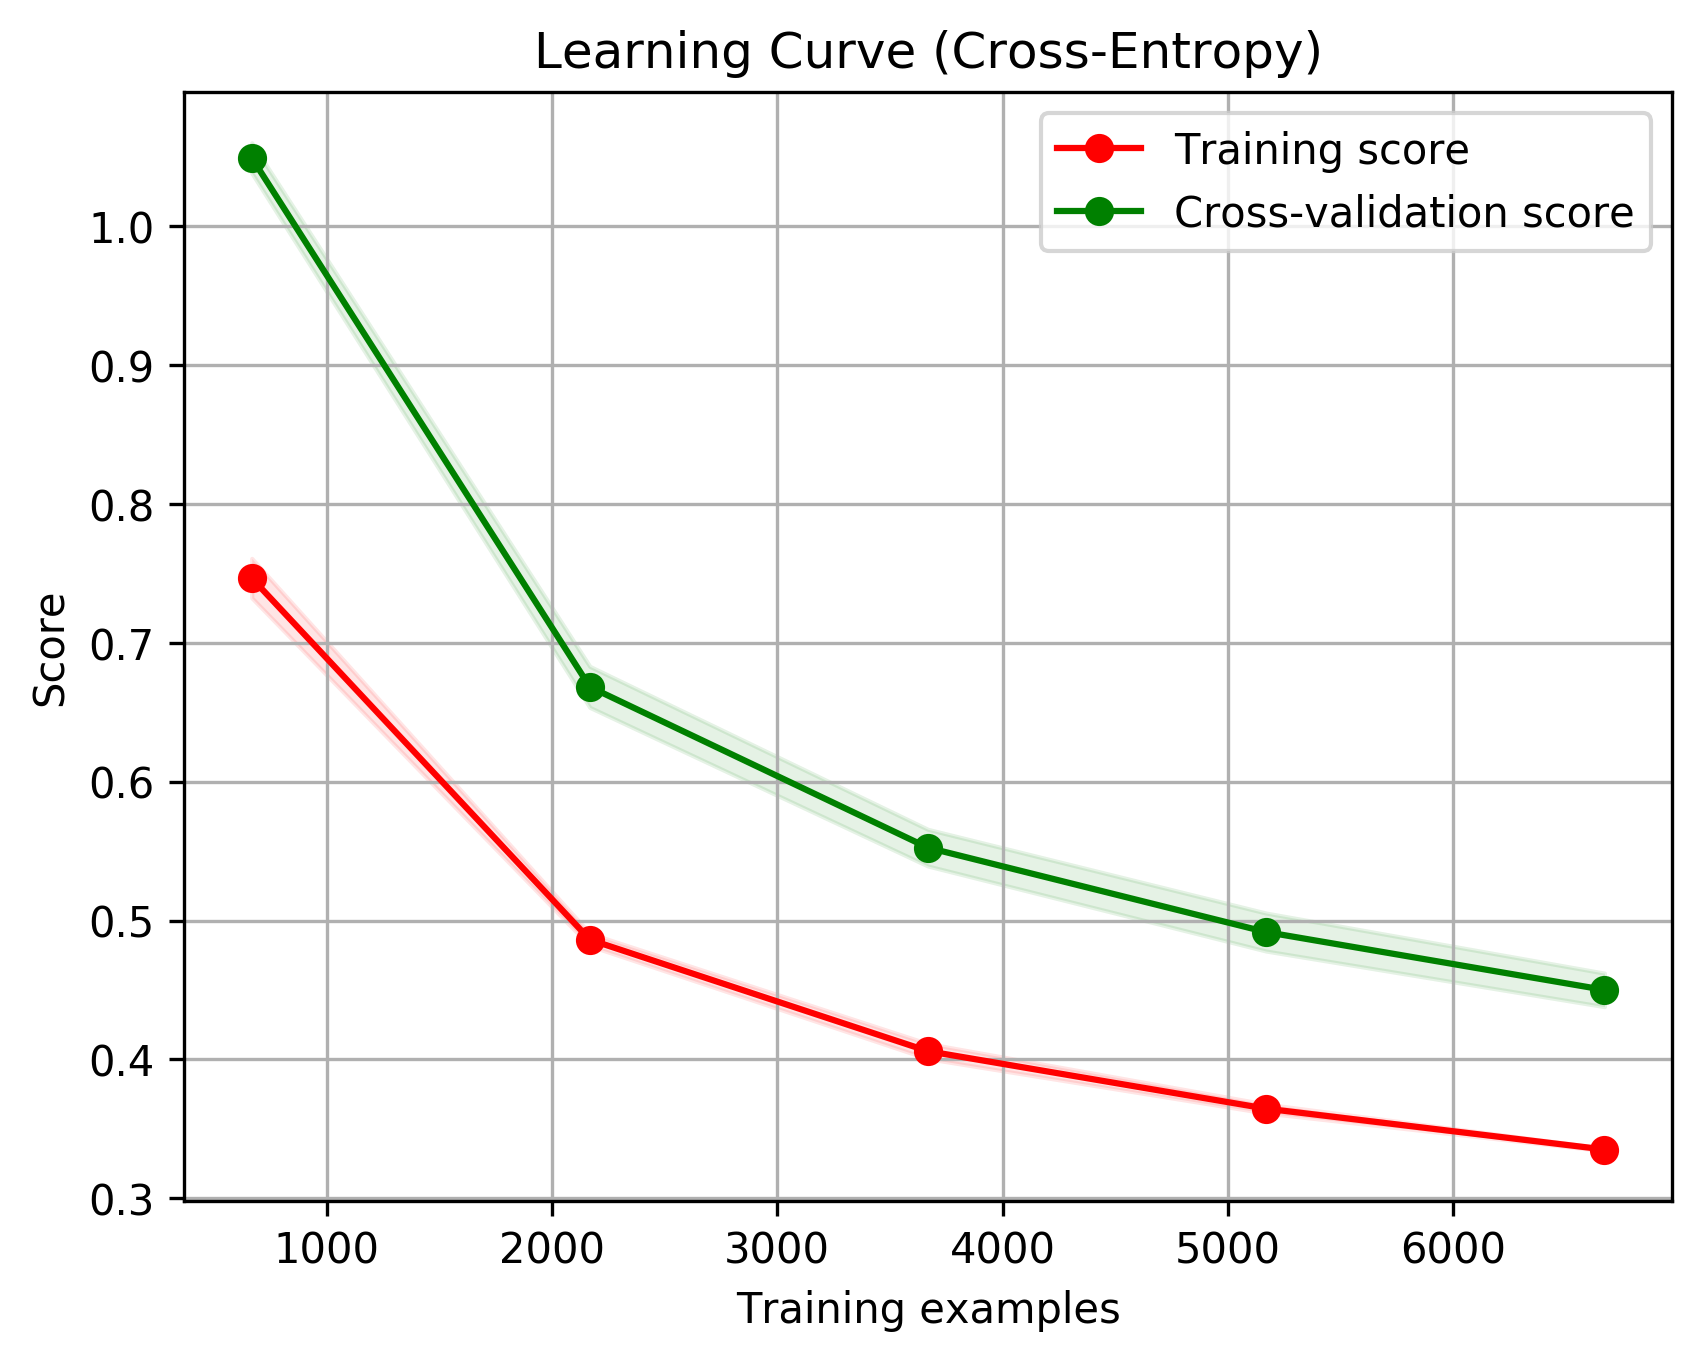 Learning Curve (Cross-Entropy)
Training score
Cross-validation score
1.0
0.9
0.8
0.7
0.6
0.5
0.4
0.3
Score
1000 2000 3000 4000 5000 6000
Training examples